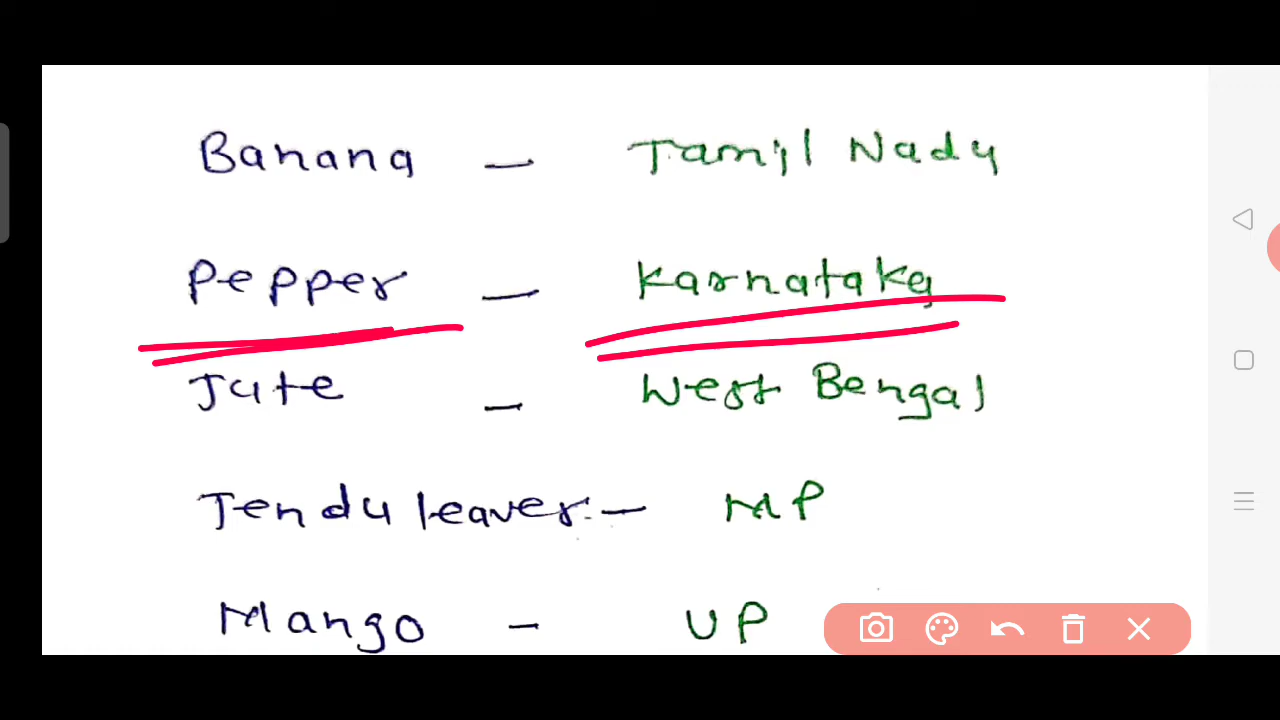 Banana - Tamil Nadu
Pepper - Karnataka
Jute - West Bengal
Tendu leaves - MP
Mango - UP